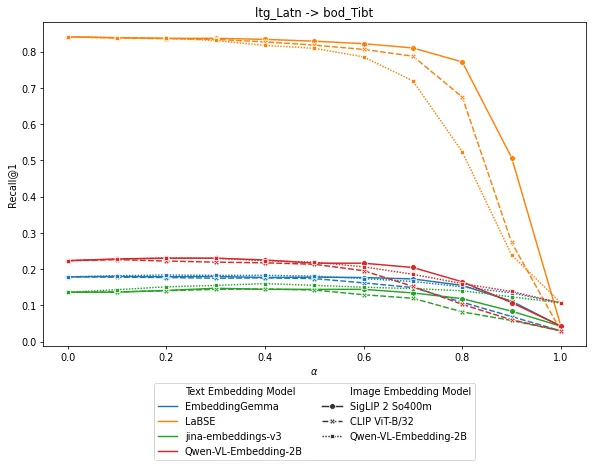 ltg_Latn -> bod_Tibt
Recall@1
0.8
0.7
0.6
0.5
0.4
0.3
0.2
0.1
0.0
0.0 0.2 0.4 0.6 0.8 1.0
α
Text Embedding Model Image Embedding Model
EmbeddingGemma SigLIP 2 So400m
LaBSE CLIP ViT-B/32
jina-embeddings-v3 Qwen-VL-Embedding-2B
Qwen-VL-Embedding-2B